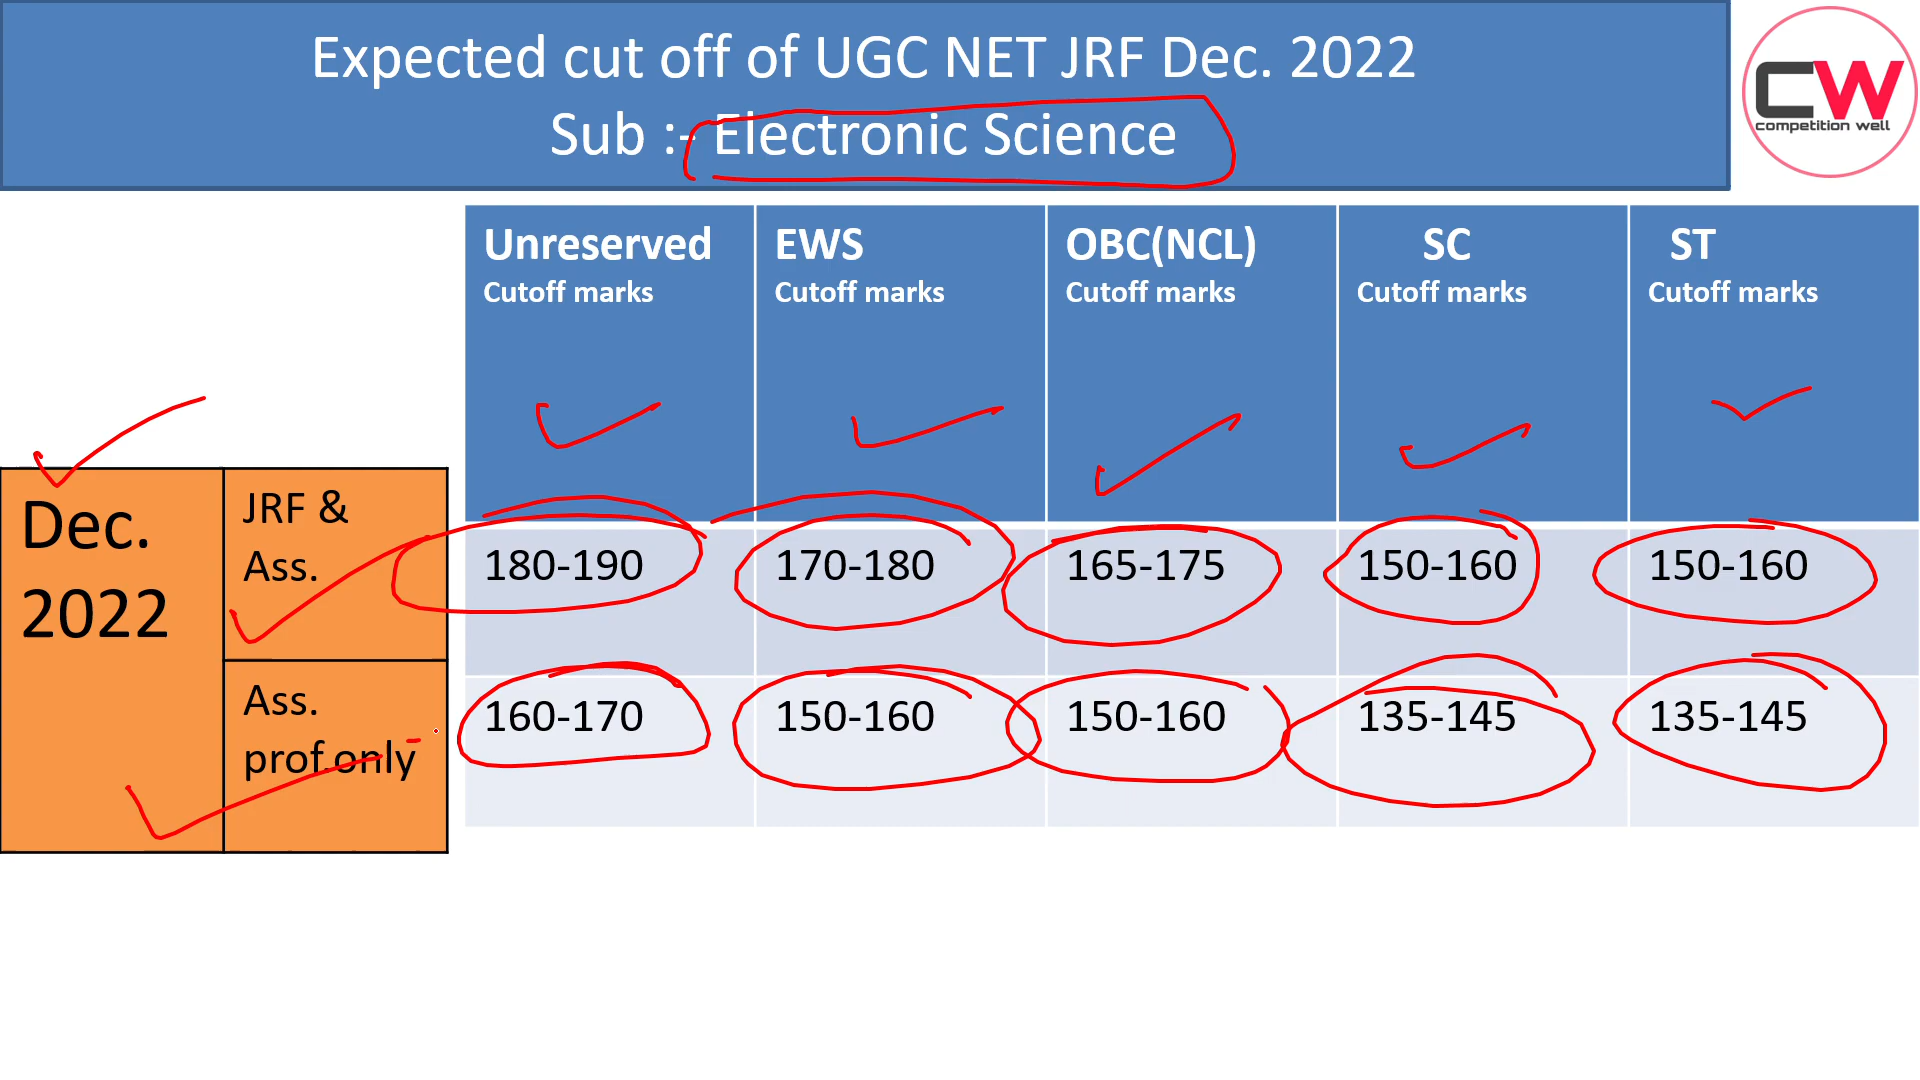 Expected cut off of UGC NET JRF Dec. 2022
Sub :- Electronic Science
CW
competition well
Unreserved EWS OBC(NCL) SC ST
Cutoff marks Cutoff marks Cutoff marks Cutoff marks Cutoff marks
Dec.
2022
JRF &
Ass.
180-190 170-180 165-175 150-160 150-160
Ass.
prof.only
160-170 150-160 150-160 135-145 135-145